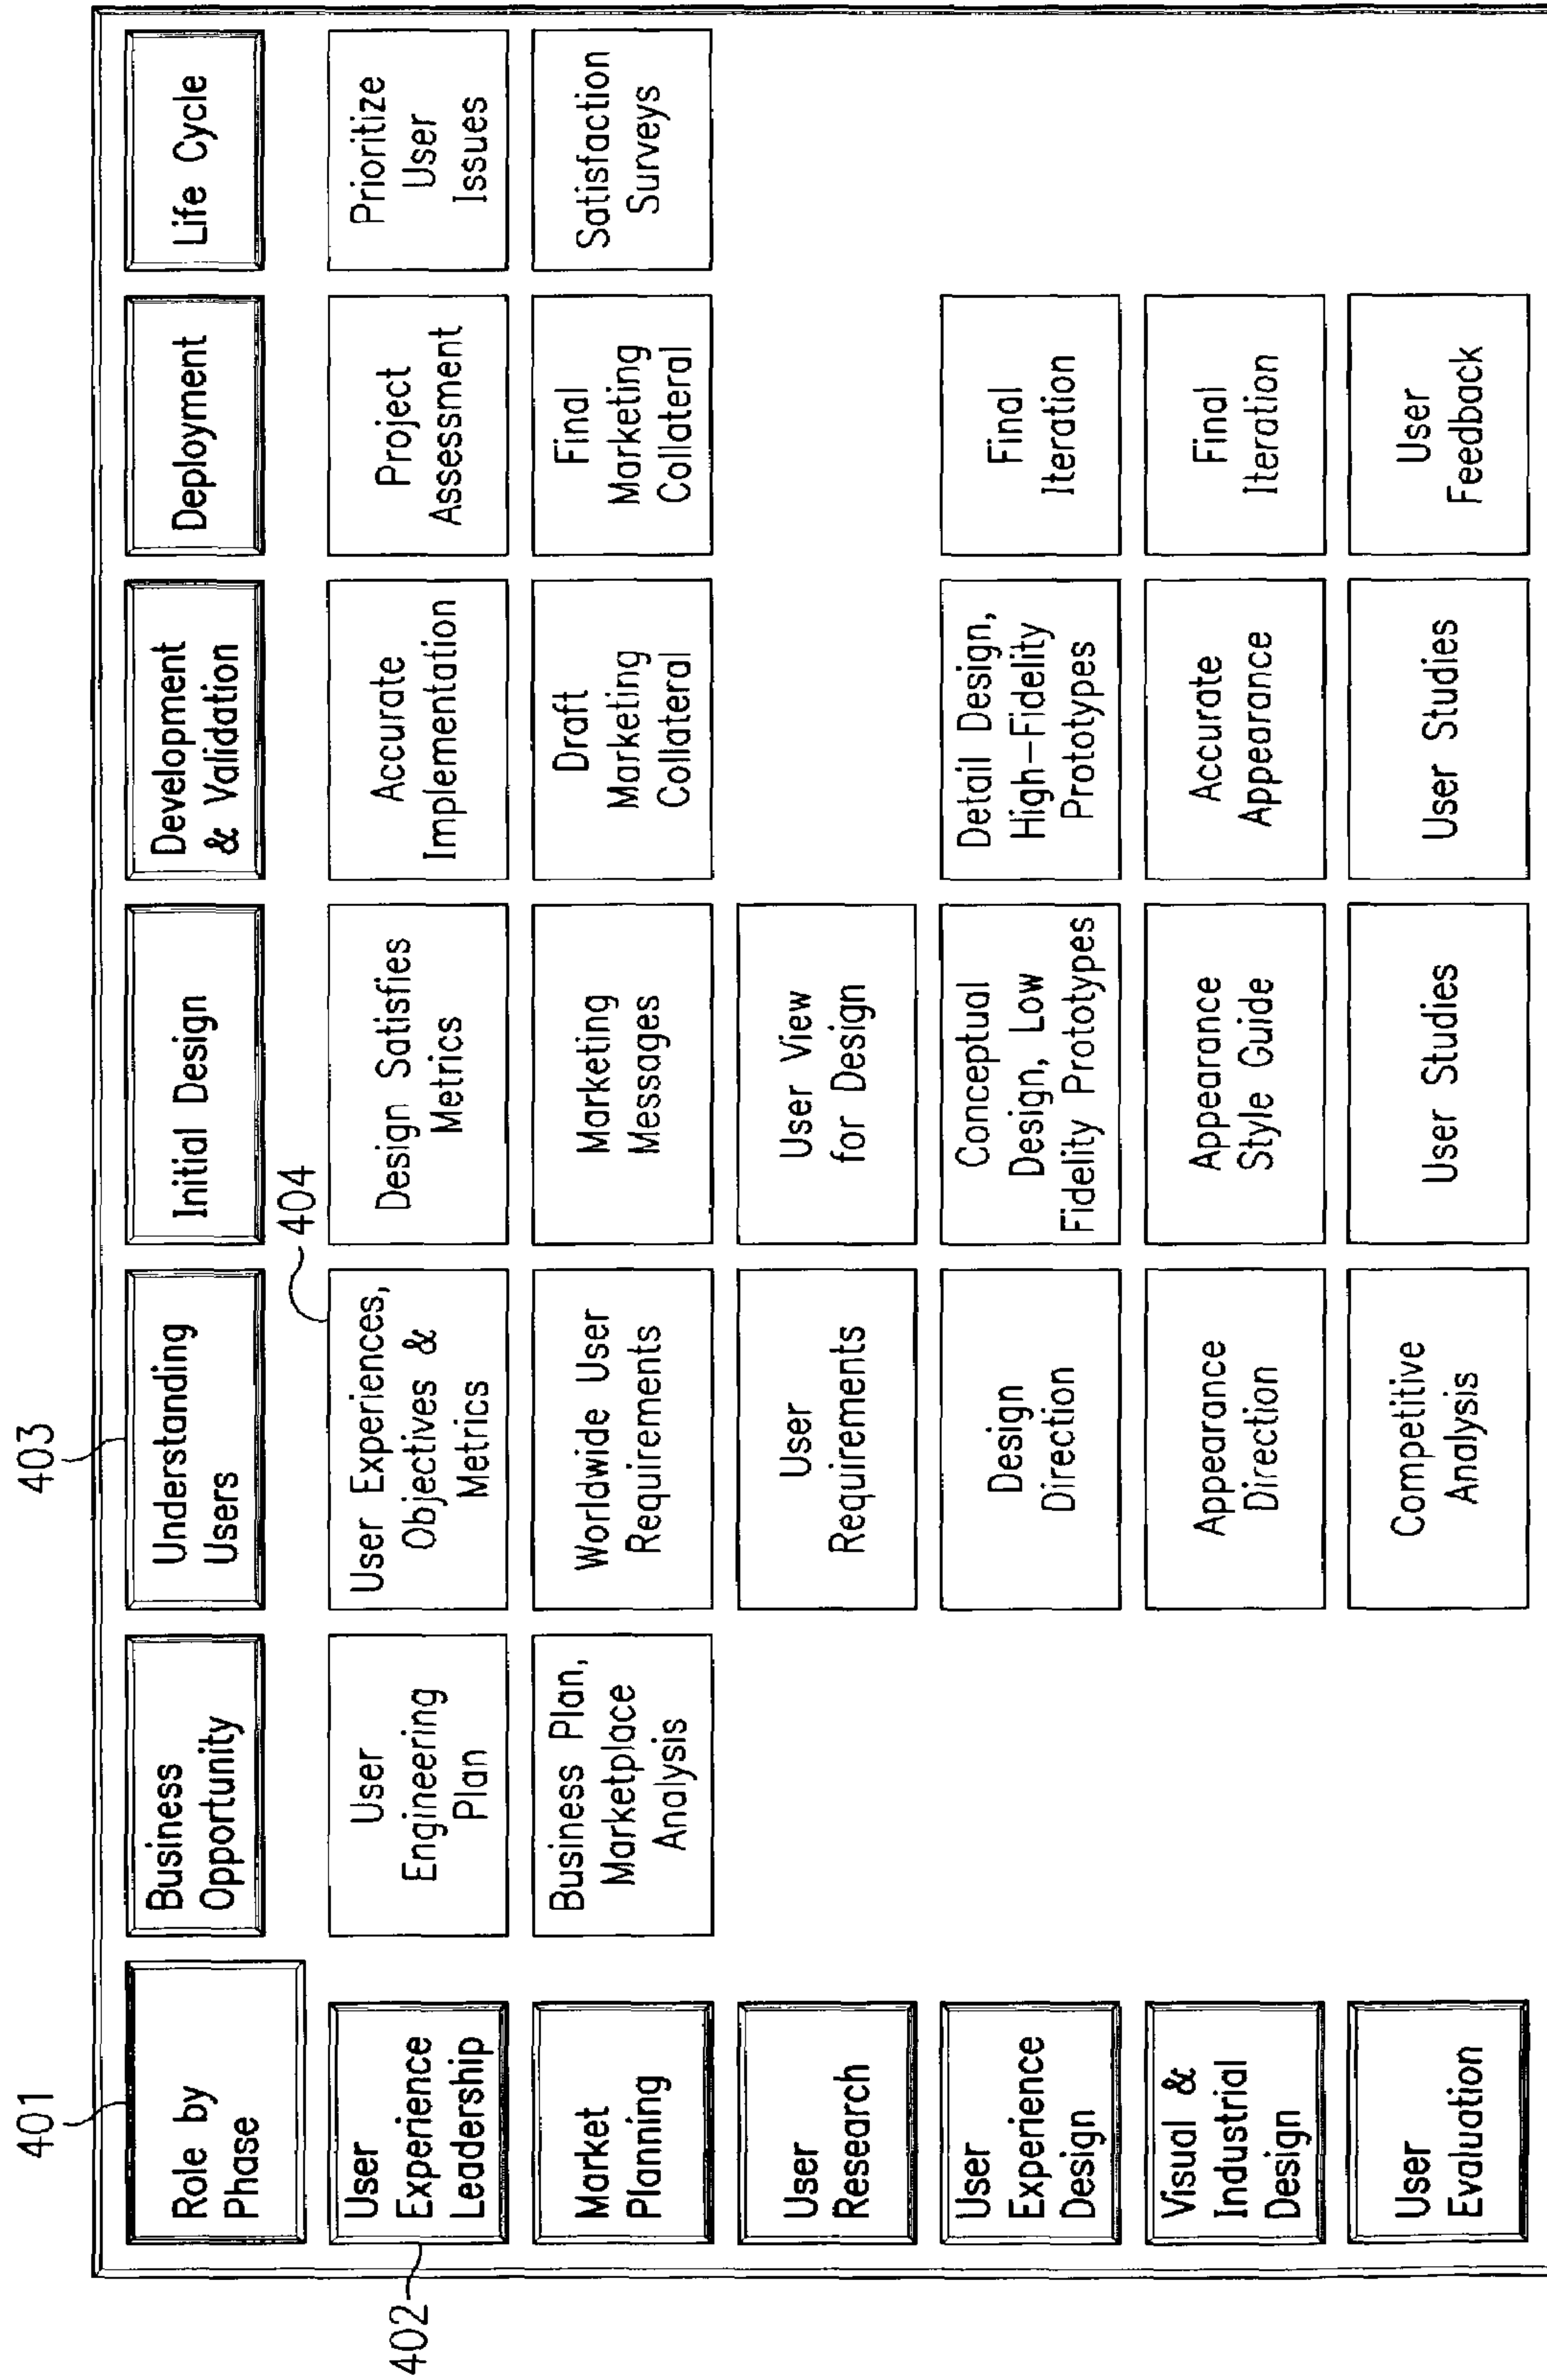 401
403
Role by
Phase
Business
Opportunity
Understanding
Users
Initial Design
Development
& Validation
Deployment
Life Cycle
404
402
User
Experience
Leadership
User
Engineering
Plan
User Experiences,
Objectives &
Metrics
Design Satisfies
Metrics
Accurate
Implementation
Project
Assessment
Prioritize
User
Issues
Market
Planning
Business Plan,
Marketplace
Analysis
Worldwide User
Requirements
Marketing
Messages
Draft
Marketing
Collateral
Final
Marketing
Collateral
Satisfaction
Surveys
User
Research
User
Requirements
User View
for Design
User
Experience
Design
Design
Direction
Conceptual
Design, Low
Fidelity Prototypes
Detail Design,
High-Fidelity
Prototypes
Final
Iteration
Visual &
Industrial
Design
Appearance
Direction
Appearance
Style Guide
Accurate
Appearance
Final
Iteration
User
Evaluation
Competitive
Analysis
User Studies
User Studies
User
Feedback